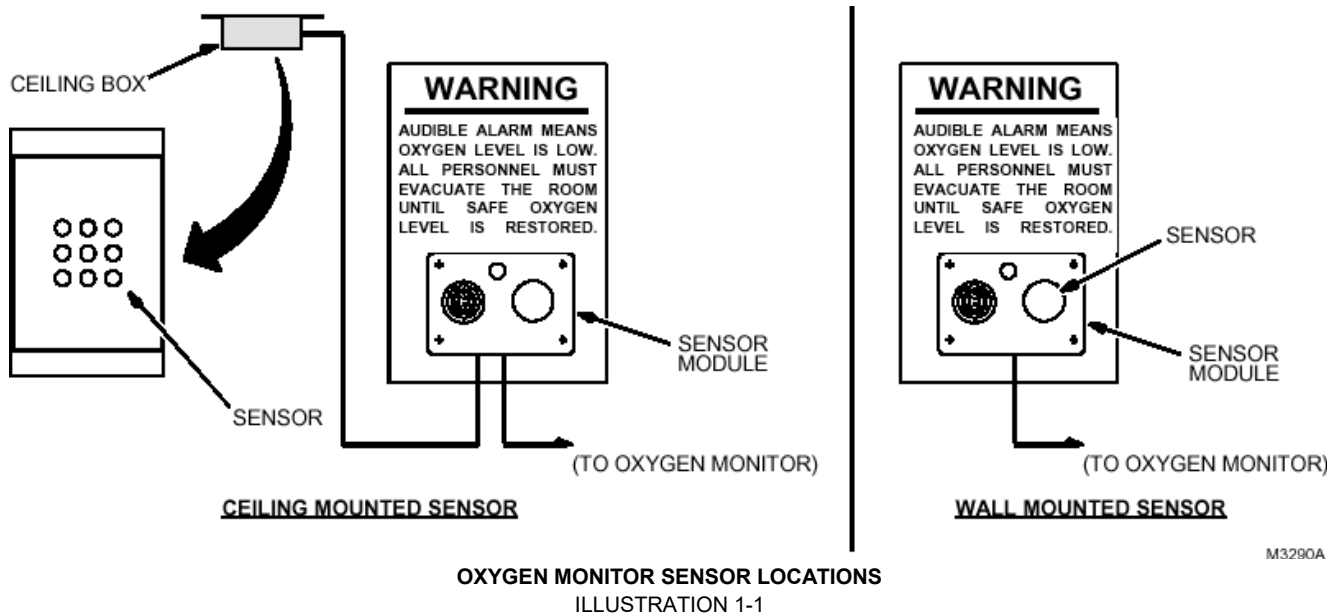 CEILING BOX
WARNING
AUDIBLE ALARM MEANS
OXYGEN LEVEL IS LOW.
ALL PERSONNEL MUST
EVACUATE THE ROOM
UNTIL SAFE OXYGEN
LEVEL IS RESTORED.
SENSOR
MODULE
SENSOR
(TO OXYGEN MONITOR)
CEILING MOUNTED SENSOR
WARNING
AUDIBLE ALARM MEANS
OXYGEN LEVEL IS LOW.
ALL PERSONNEL MUST
EVACUATE THE ROOM
UNTIL SAFE OXYGEN
LEVEL IS RESTORED.
SENSOR
SENSOR
MODULE
(TO OXYGEN MONITOR)
WALL MOUNTED SENSOR
M3290A
OXYGEN MONITOR SENSOR LOCATIONS
ILLUSTRATION 1-1